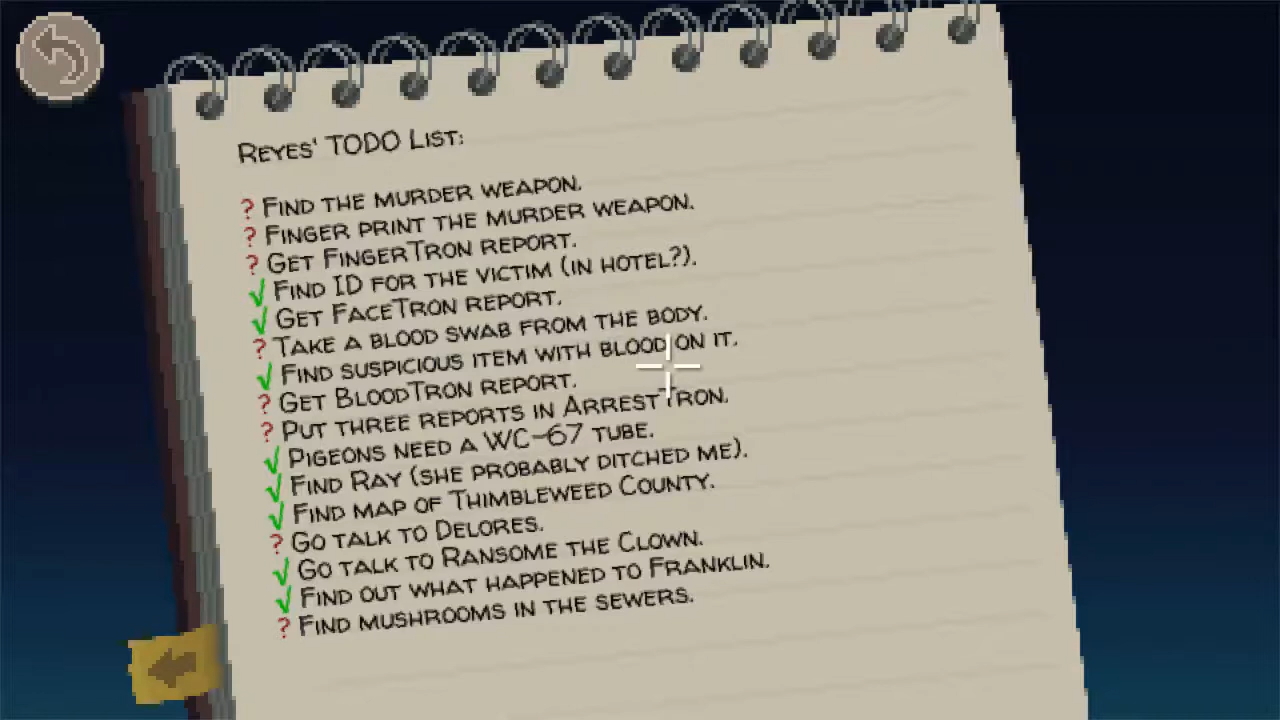 Reyes' TODO List:
? Find the murder weapon.
? Finger print the murder weapon.
? Get FingerTron report.
√ Find ID for the victim (in hotel?).
√ Get FaceTron report.
? Take a blood swab from the body.
√ Find suspicious item with blood on it.
? Get BloodTron report.
? Put three reports in ArrestTron.
√ Pigeons need a WC-67 tube.
√ Find Ray (she probably ditched me).
√ Find map of Thimbleweed County.
? Go talk to Delores.
√ Go talk to Ransome the Clown.
√ Find out what happened to Franklin.
? Find mushrooms in the sewers.